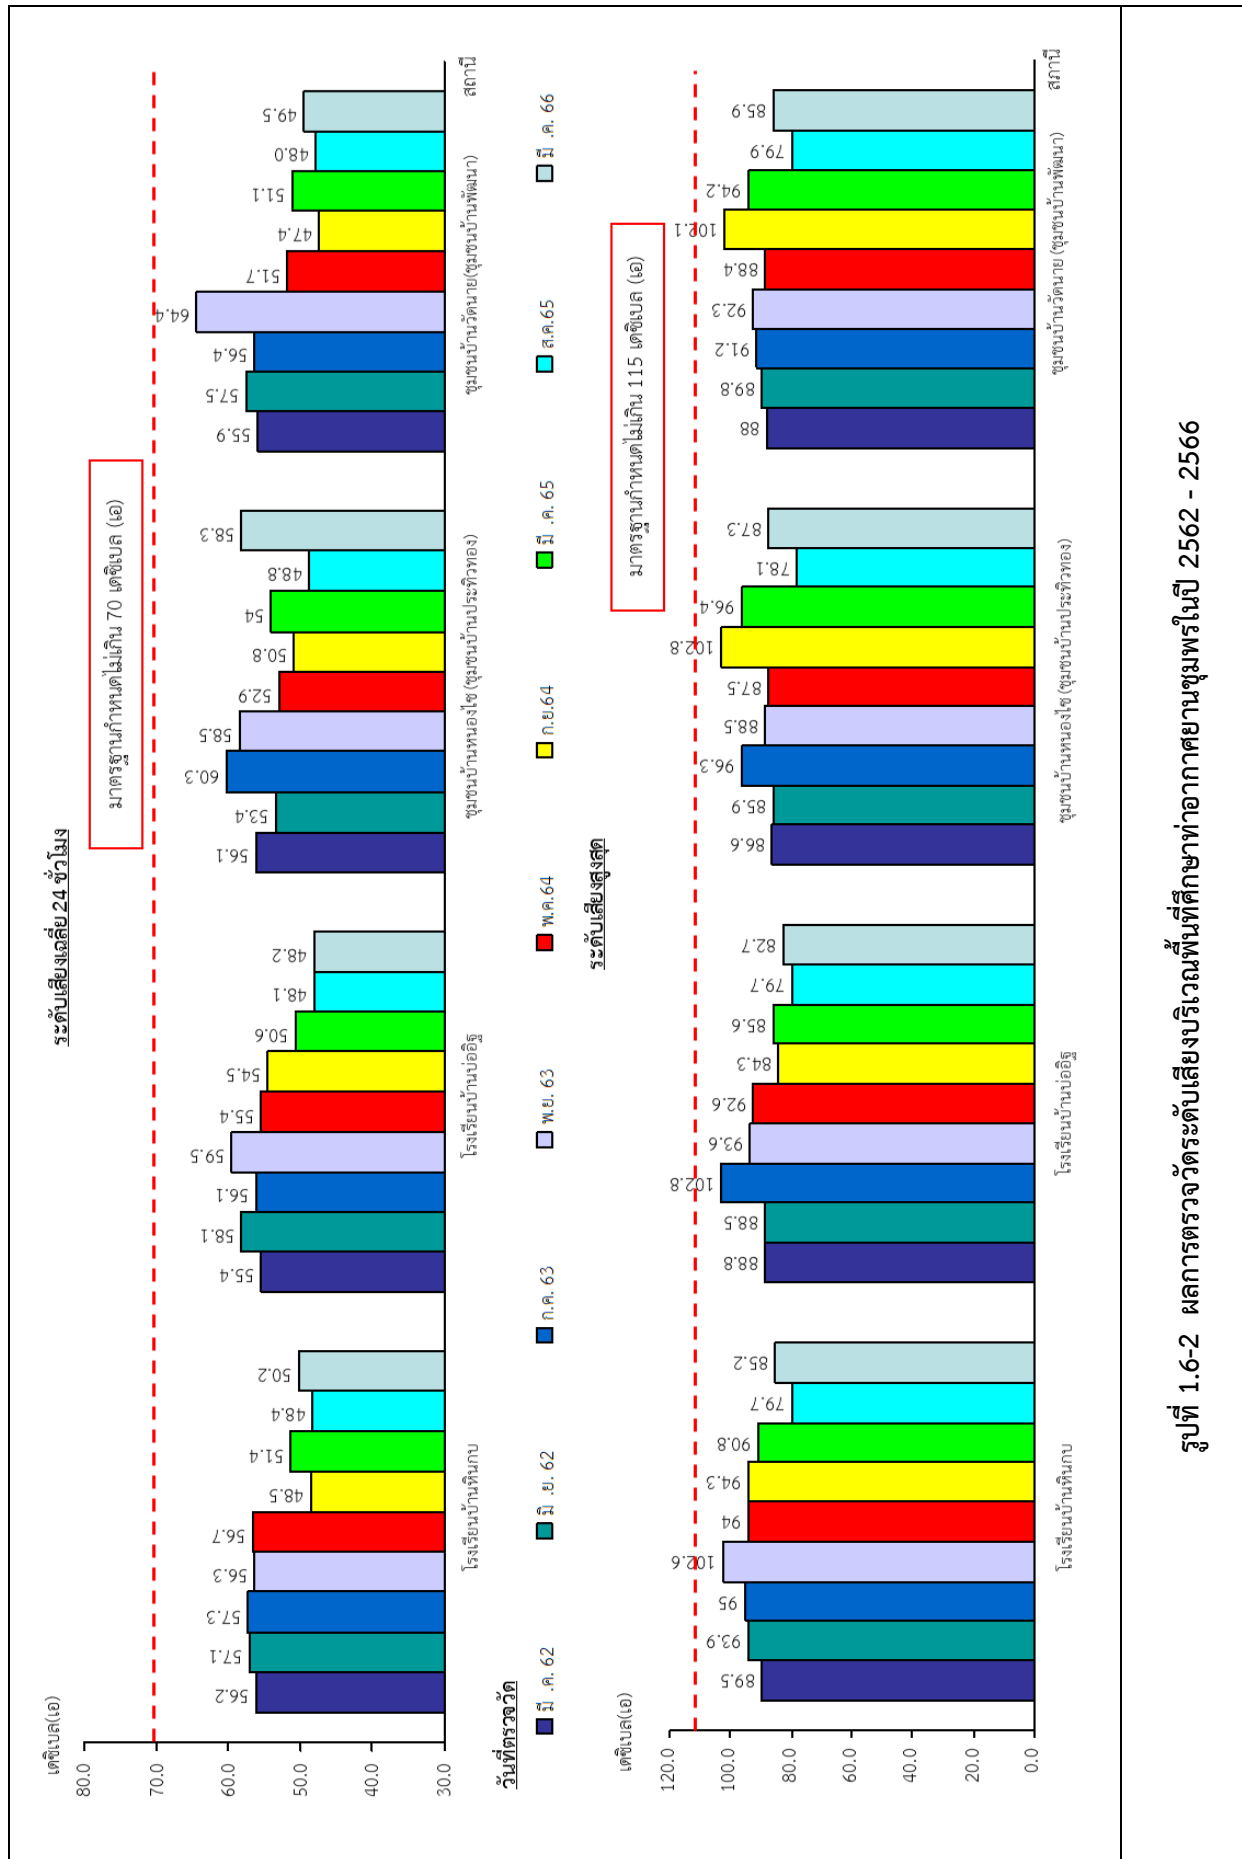 ระดับเสียงเฉลี่ย 24 ชั่วโมง
เดซิเบล(เอ)
มาตรฐานกำหนดไม่เกิน 70 เดซิเบล (เอ)
80.0
70.0
60.0
50.0
40.0
30.0
56.2 57.1 57.3 56.3 56.7 48.5 51.4 48.4 50.2
55.4 58.1 56.1 59.5 55.4 54.5 50.6 48.1 48.2
56.1 53.4 60.3 58.5 52.9 50.8 54 48.8 58.3
55.9 57.5 56.4 64.4 51.7 47.4 51.1 48.0 49.5
โรงเรียนบ้านหินกบ โรงเรียนบ้านบ่ออิฐ ชุมชนบ้านหนองไซ (ชุมชนบ้านประทิวทอง) ชุมชนบ้านวัดนาย(ชุมชนบ้านพัฒนา) สถานี
วันที่ตรวจวัด
มี .ค. 62 มิ .ย. 62 ก.ค. 63 พ.ย. 63 พ.ค.64 ก.ย.64 มี .ค. 65 ส.ค.65 มี .ค. 66
ระดับเสียงสูงสุด
เดซิเบล(เอ)
มาตรฐานกำหนดไม่เกิน 115 เดซิเบล (เอ)
120.0
100.0
80.0
60.0
40.0
20.0
0.0
89.5 93.9 95 102.6 94 94.3 90.8 79.7 85.2
88.8 88.5 102.8 93.6 92.6 84.3 85.6 79.7 82.7
86.6 85.9 96.3 88.5 87.5 102.8 96.4 78.1 87.3
88 89.8 91.2 92.3 88.4 102.1 94.2 79.9 85.9
โรงเรียนบ้านหินกบ โรงเรียนบ้านบ่ออิฐ ชุมชนบ้านหนองไซ (ชุมชนบ้านประทิวทอง) ชุมชนบ้านวัดนาย (ชุมชนบ้านพัฒนา) สภานี
รูปที่ 1.6-2 ผลการตรวจวัดระดับเสียงบริเวณพื้นที่ศึกษาท่าอากาศยานชุมพรในปี 2562 - 2566